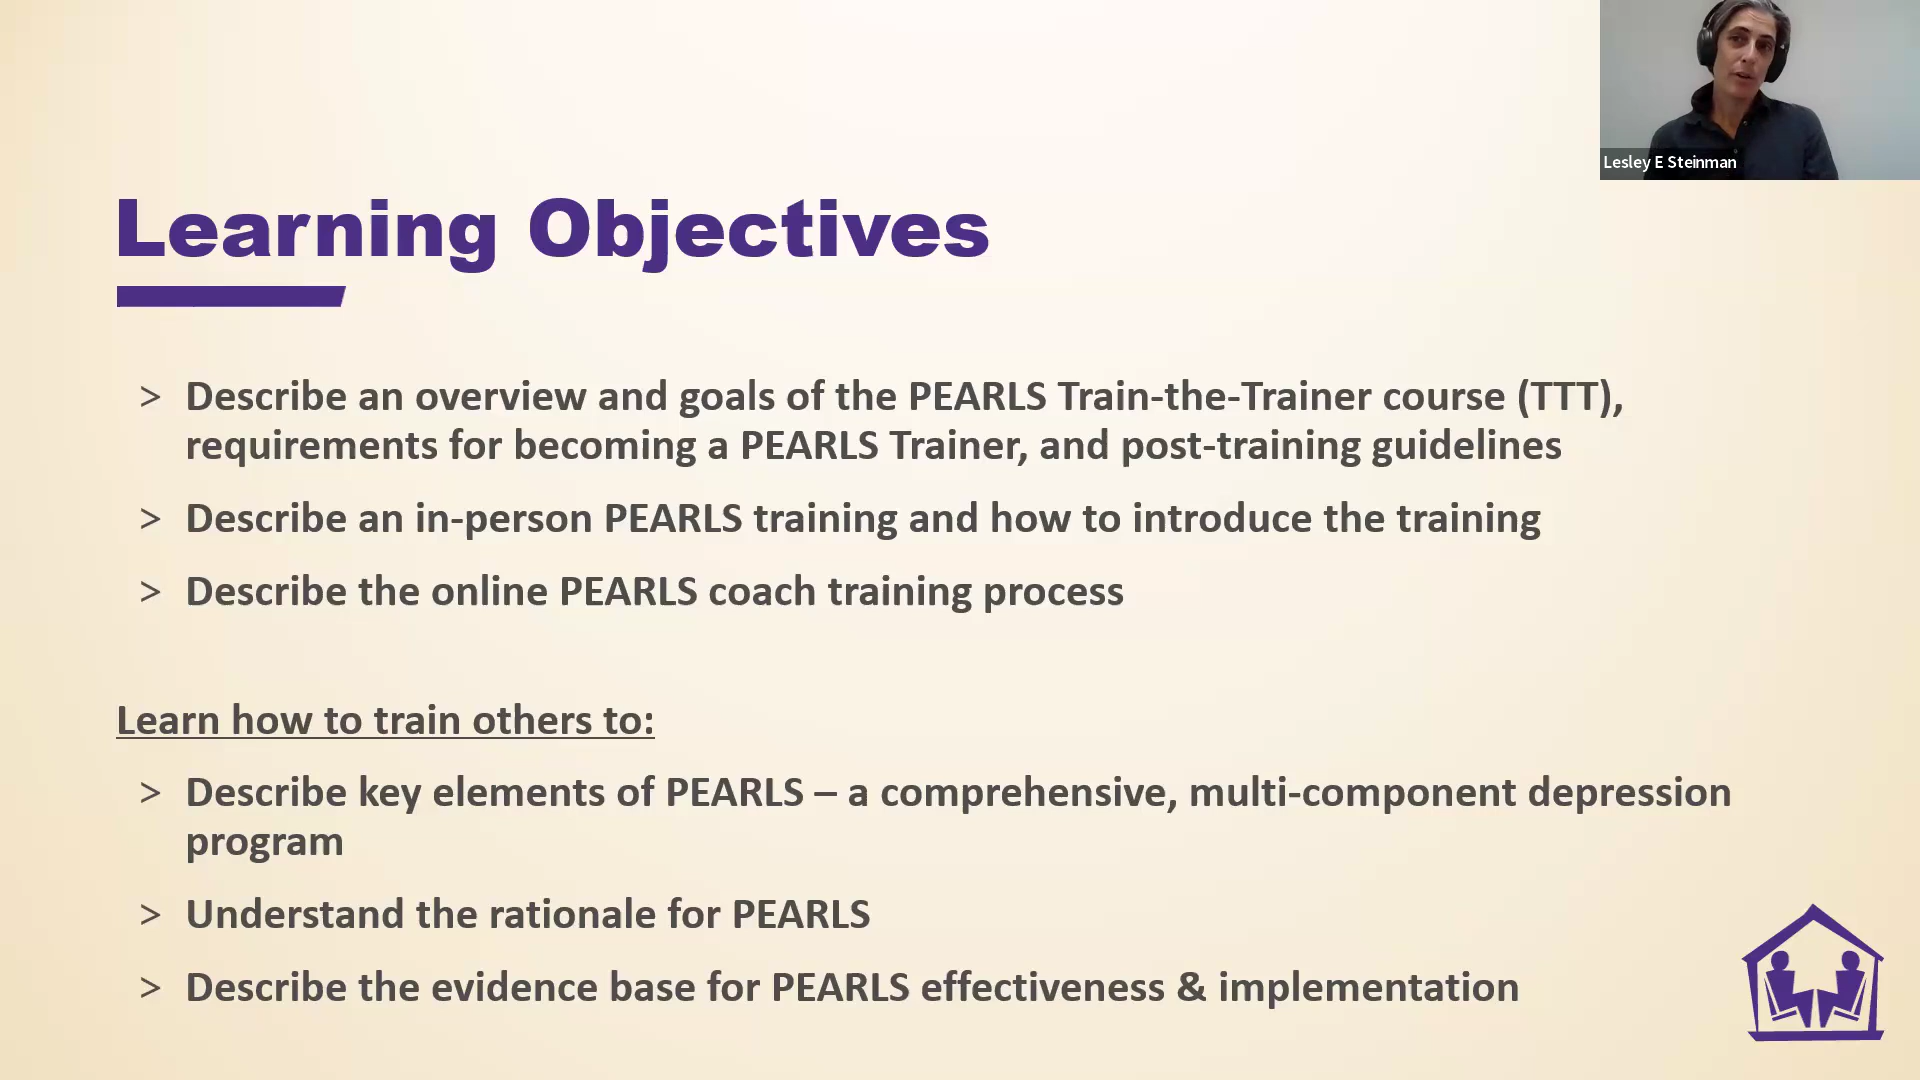 Lesley E Steinman
Learning Objectives
> Describe an overview and goals of the PEARLS Train-the-Trainer course (TTT),
requirements for becoming a PEARLS Trainer, and post-training guidelines
> Describe an in-person PEARLS training and how to introduce the training
> Describe the online PEARLS coach training process
Learn how to train others to:
> Describe key elements of PEARLS – a comprehensive, multi-component depression
program
> Understand the rationale for PEARLS
> Describe the evidence base for PEARLS effectiveness & implementation